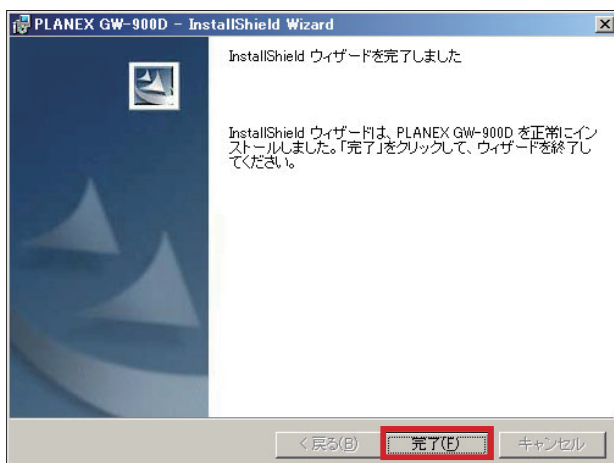 PLANEX GW-900D - InstallShield Wizard
InstallShield ウィザードを完了しました
InstallShield ウィザードは、PLANEX GW-900D を正常にイン
ストールしました。「完了」をクリックして、ウィザードを終了し
てください。
< 戻る(B) 完了(F) キャンセル